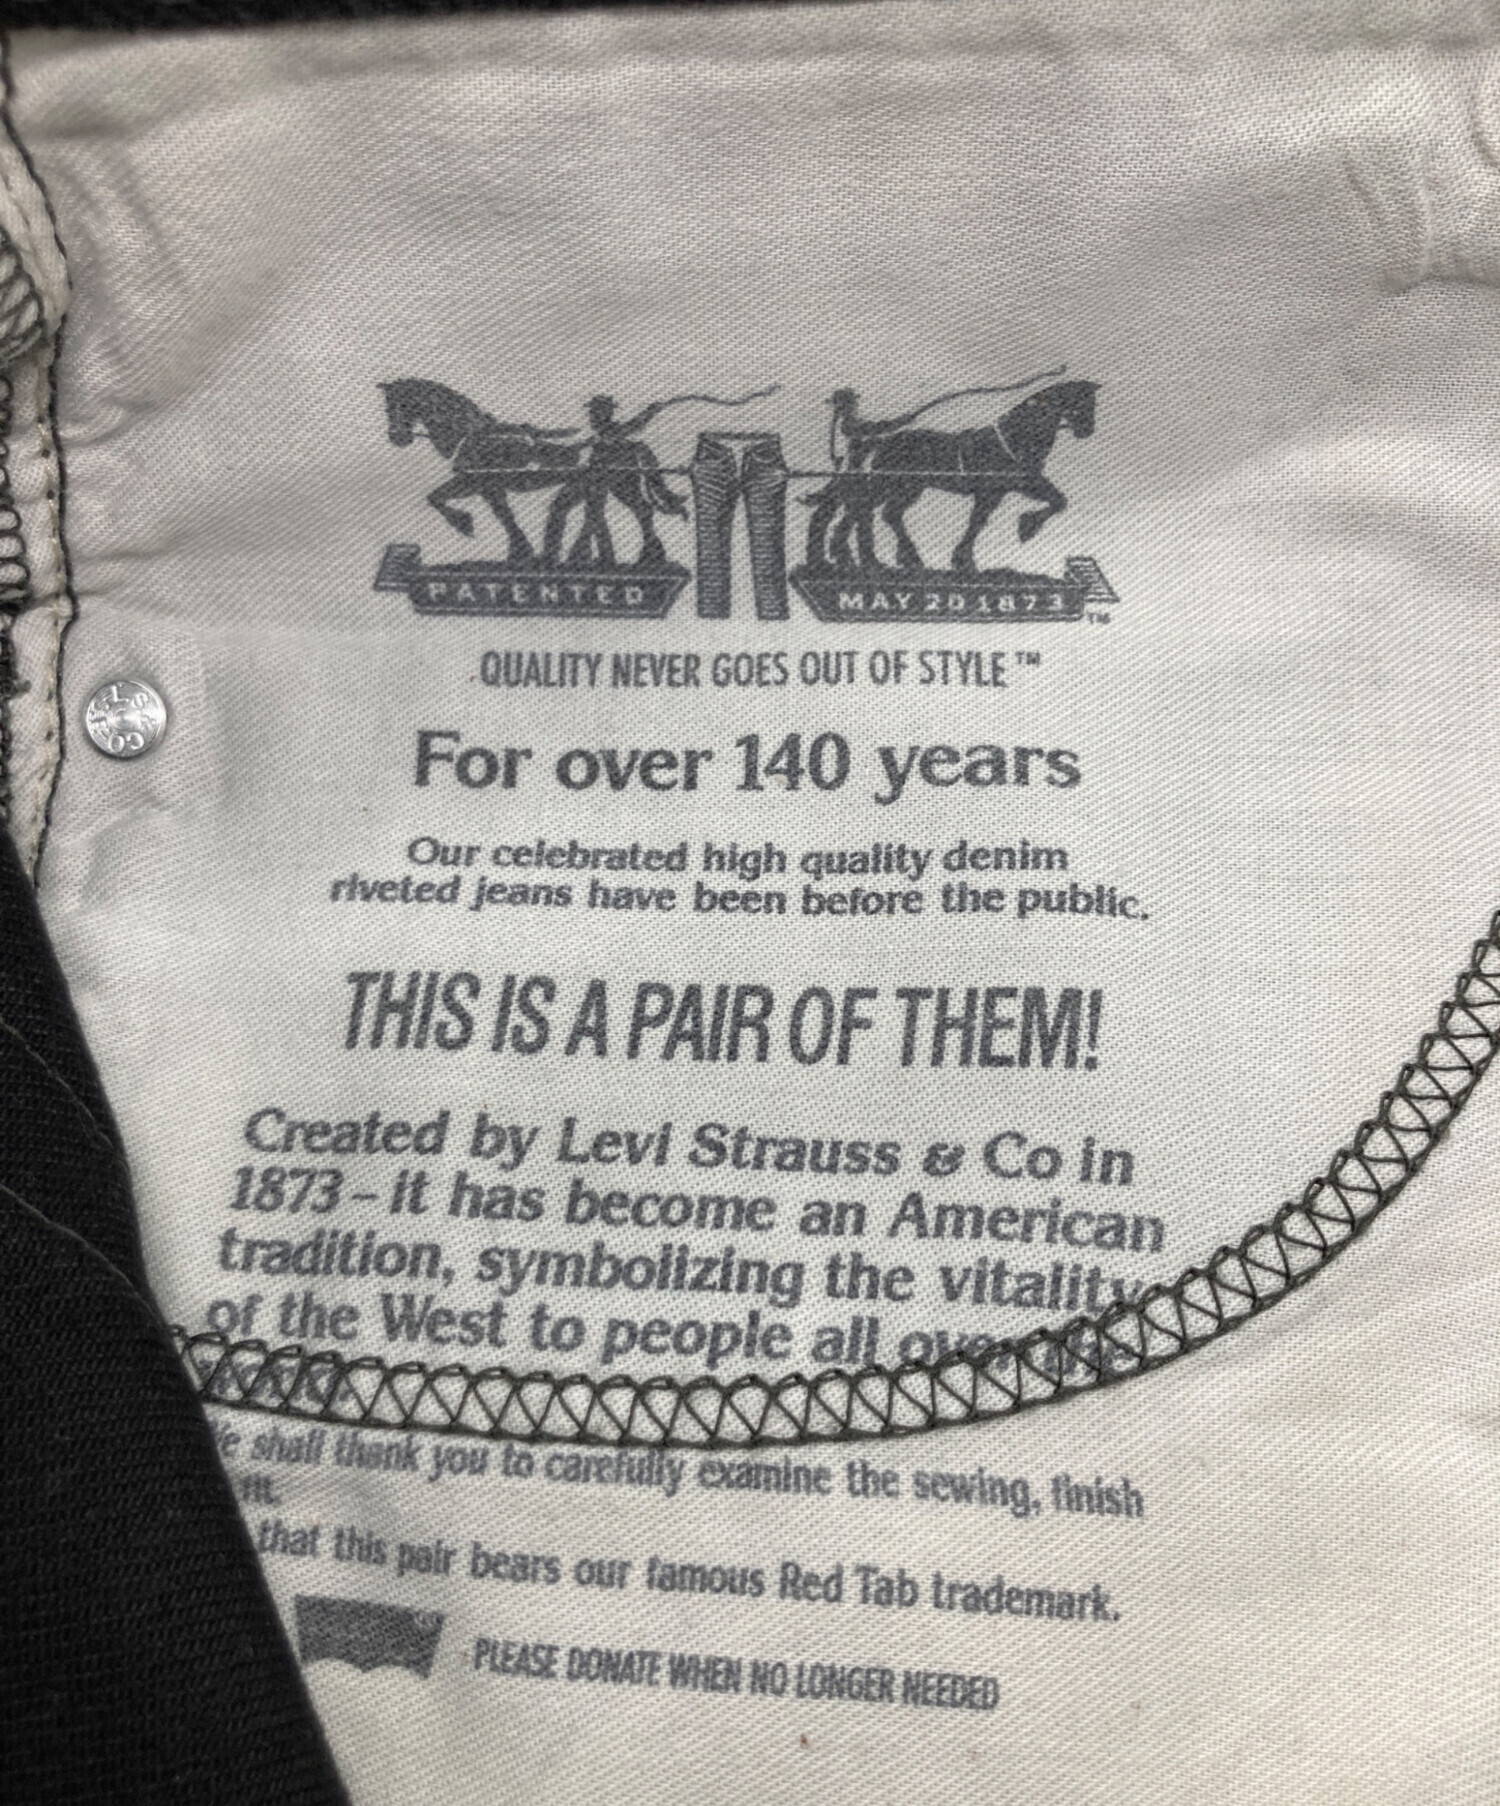 PATENTED
MAY 20 1873 ™
QUALITY NEVER GOES OUT OF STYLE™
For over 140 years
Our celebrated high quality denim
riveted jeans have been before the public.
THIS IS A PAIR OF THEM!
Created by Levi Strauss & Co in
1873 – it has become an American
tradition, symbolizing the vitality
of the West to people all over the
shall thank you to carefully examine the sewing, finish
that this pair bears our famous Red Tab trademark.
PLEASE DONATE WHEN NO LONGER NEEDED